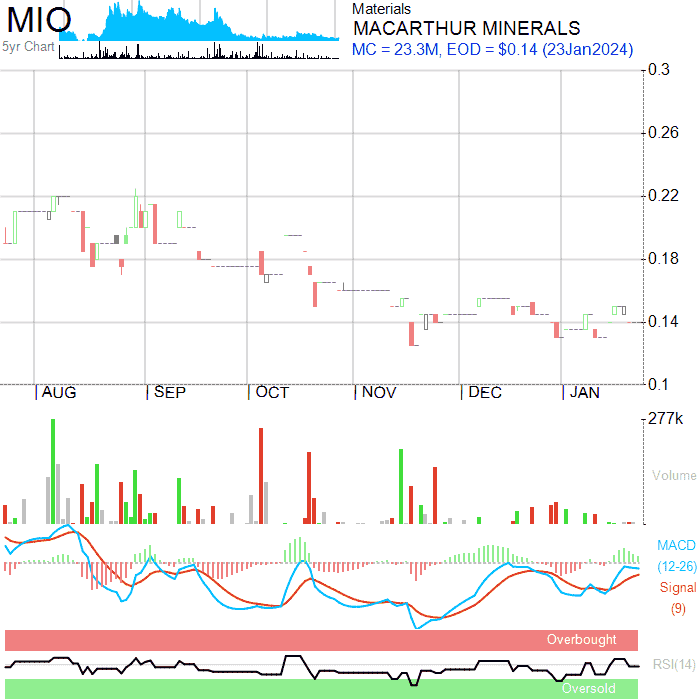 MIO
5yr Chart
Materials
MACARTHUR MINERALS
MC = 23.3M, EOD = $0.14 (23Jan2024)
0.3
0.26
0.22
0.18
0.14
0.1
AUG SEP OCT NOV DEC JAN
277k
Volume
MACD
(12-26)
Signal
(9)
Overbought
RSI(14)
Oversold